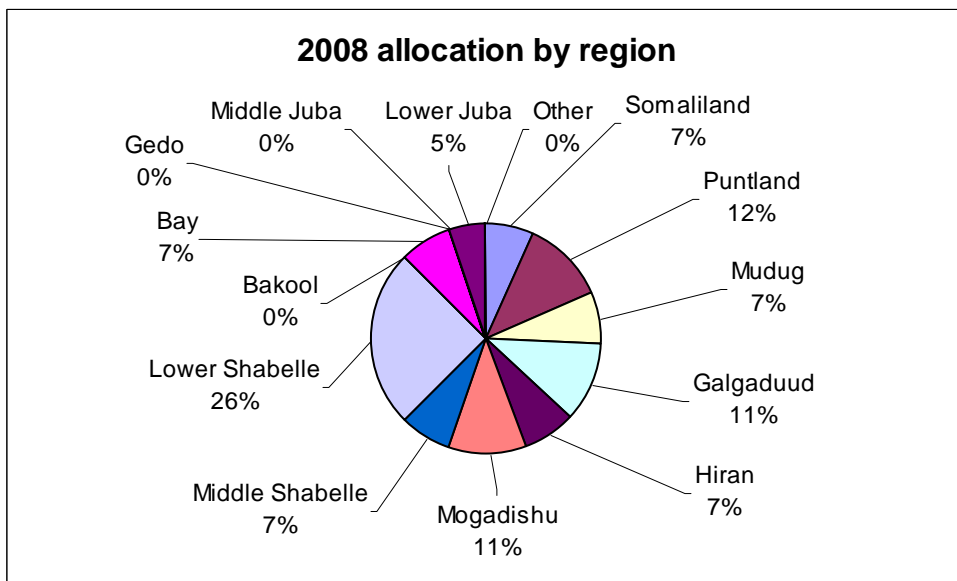 2008 allocation by region
Somaliland
7%
Puntland
12%
Mudug
7%
Galgaduud
11%
Hiran
7%
Mogadishu
11%
Middle Shabelle
7%
Lower Shabelle
26%
Bakool
0%
Bay
7%
Gedo
0%
Middle Juba
0%
Lower Juba
5%
Other
0%